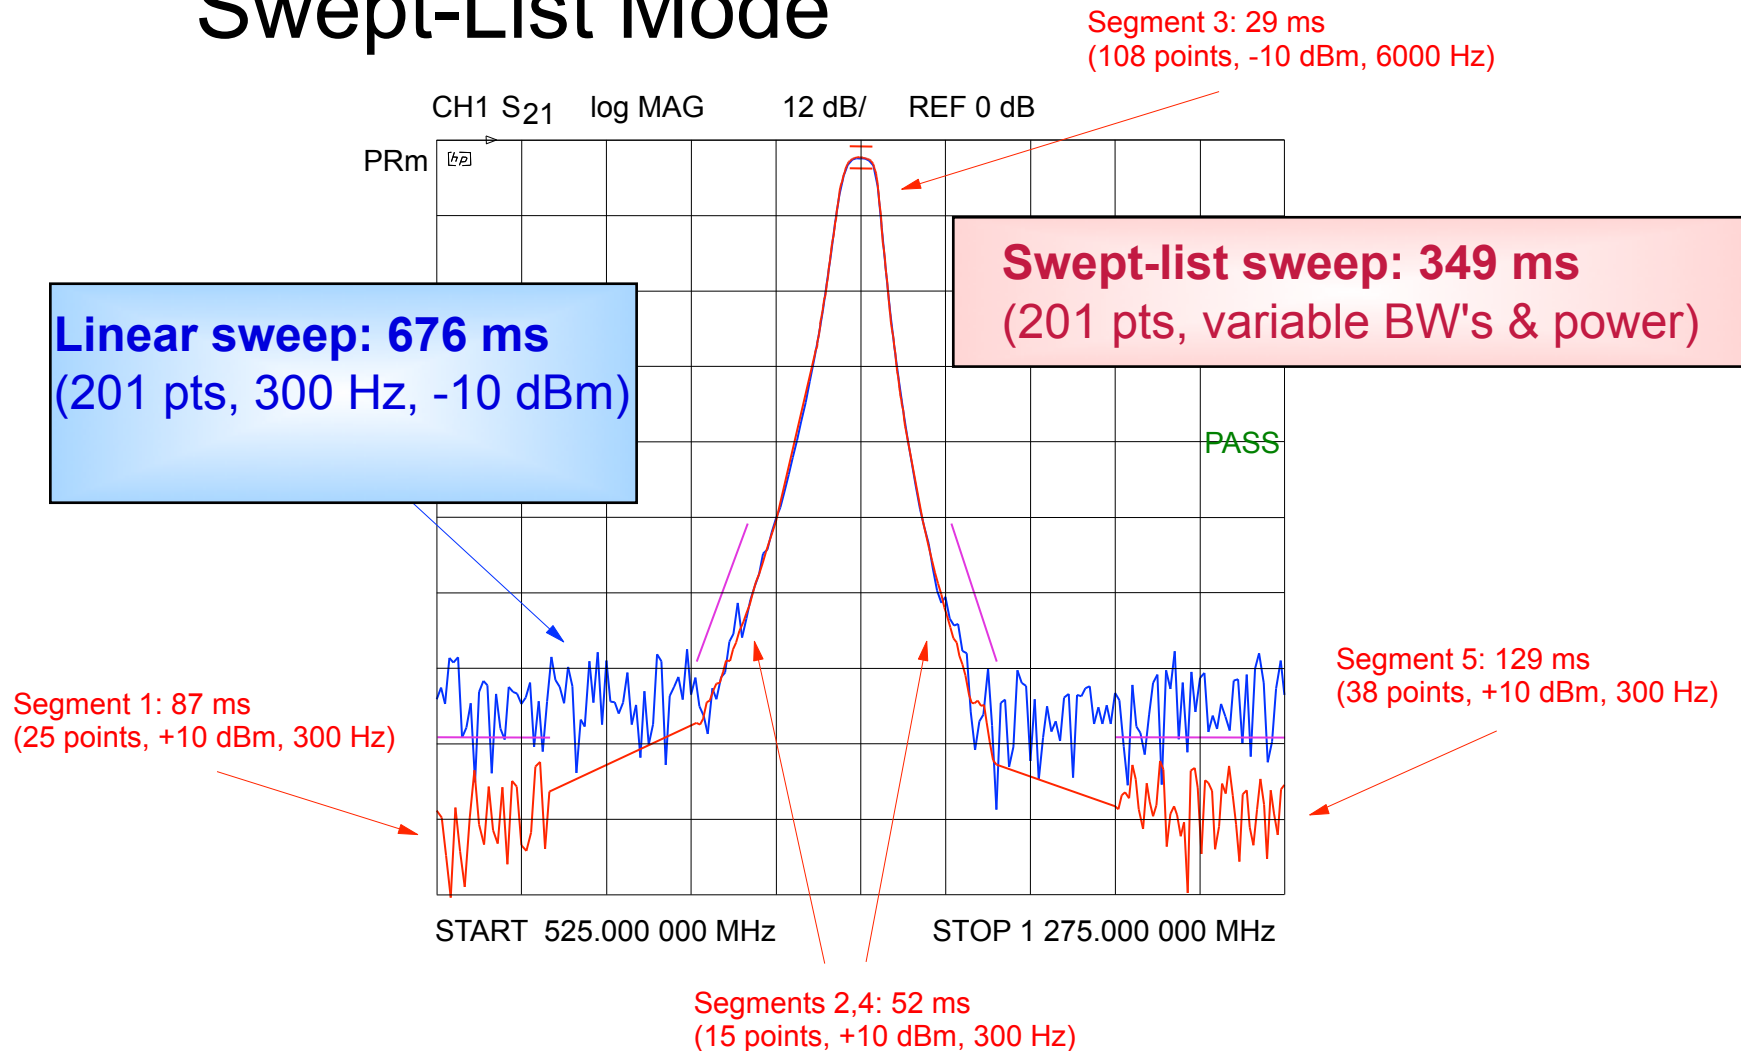 Swept-List Mode
Segment 3: 29 ms
(108 points, -10 dBm, 6000 Hz)
CH1 S21 log MAG 12 dB/ REF 0 dB
PRm
hp
Swept-list sweep: 349 ms
(201 pts, variable BW's & power)
Linear sweep: 676 ms
(201 pts, 300 Hz, -10 dBm)
PASS
Segment 5: 129 ms
(38 points, +10 dBm, 300 Hz)
Segment 1: 87 ms
(25 points, +10 dBm, 300 Hz)
START 525.000 000 MHz STOP 1 275.000 000 MHz
Segments 2,4: 52 ms
(15 points, +10 dBm, 300 Hz)